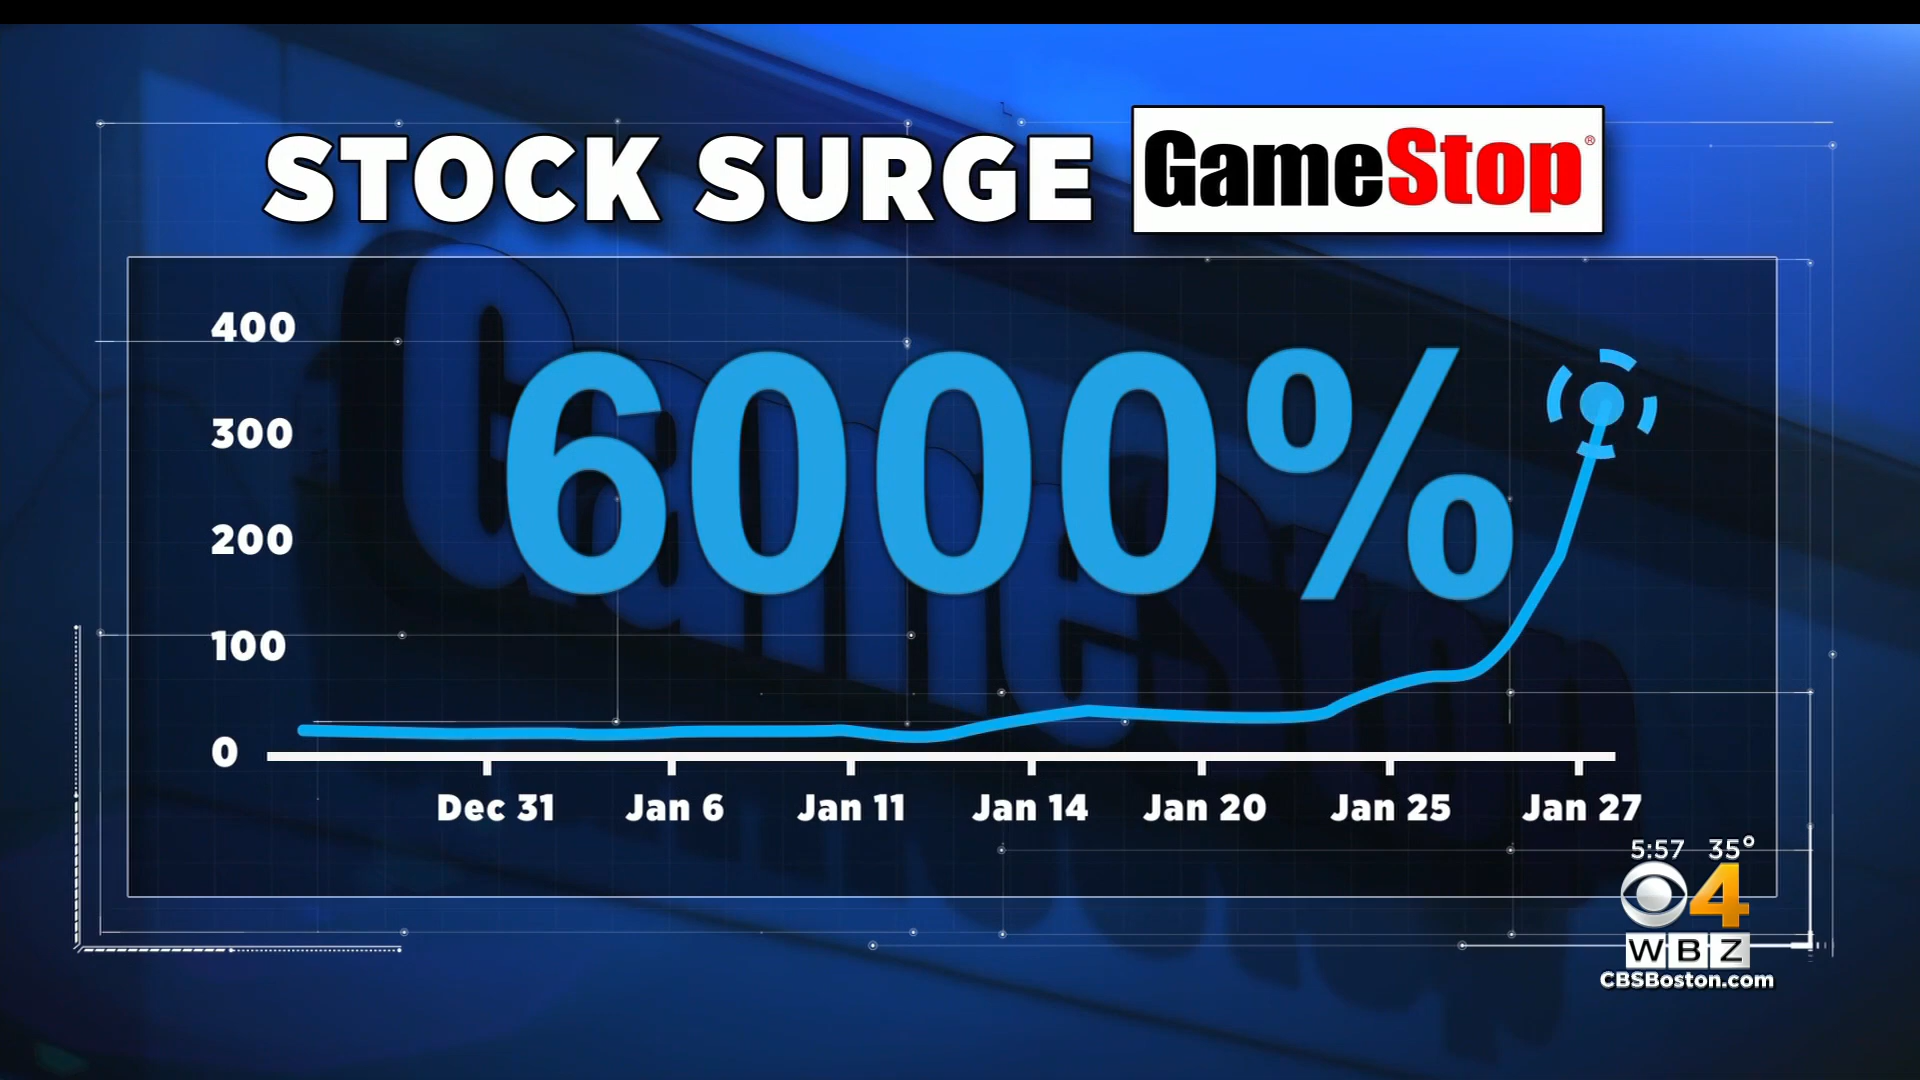 STOCK SURGE GameStop®
GameStop
6000%
400
300
200
100
0
Dec 31 Jan 6 Jan 11 Jan 14 Jan 20 Jan 25 Jan 27
5:57 35°
4
WBZ
CBSBoston.com